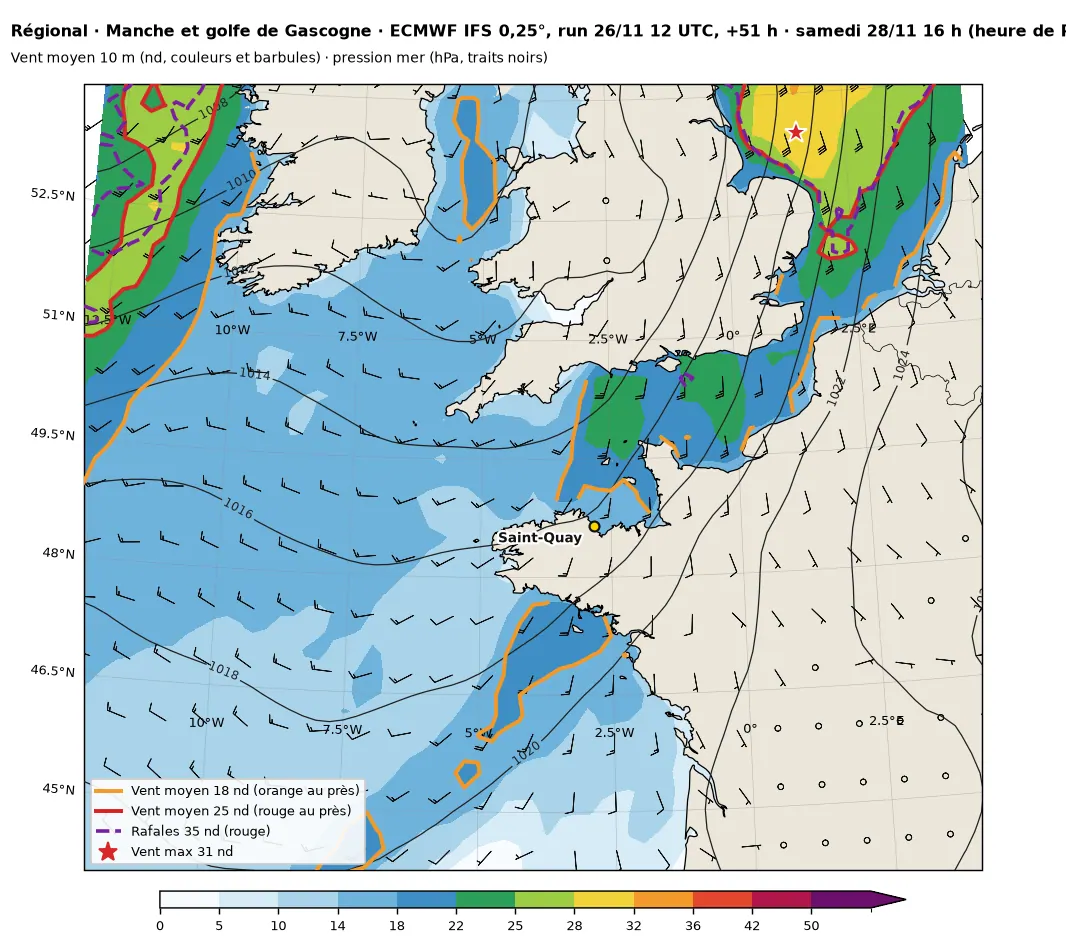 Régional · Manche et golfe de Gascogne · ECMWF IFS 0,25°, run 26/11 12 UTC, +51 h · samedi 28/11 16 h (heure de
Vent moyen 10 m (nd, couleurs et barbules) · pression mer (hPa, traits noirs)
1008
1010
52.5°N
1012
51°N
12.5°W
10°W
7.5°W
5°W
2.5°W
0°
2.5°E
1024
1014
1022
49.5°N
1016
Saint-Quay
48°N
1018
46.5°N
10°W
7.5°W
5°W
2.5°W
0°
2.5°E
1020
45°N
Vent moyen 18 nd (orange au près)
Vent moyen 25 nd (rouge au près)
Rafales 35 nd (rouge)
Vent max 31 nd
0 5 10 14 18 22 25 28 32 36 42 50